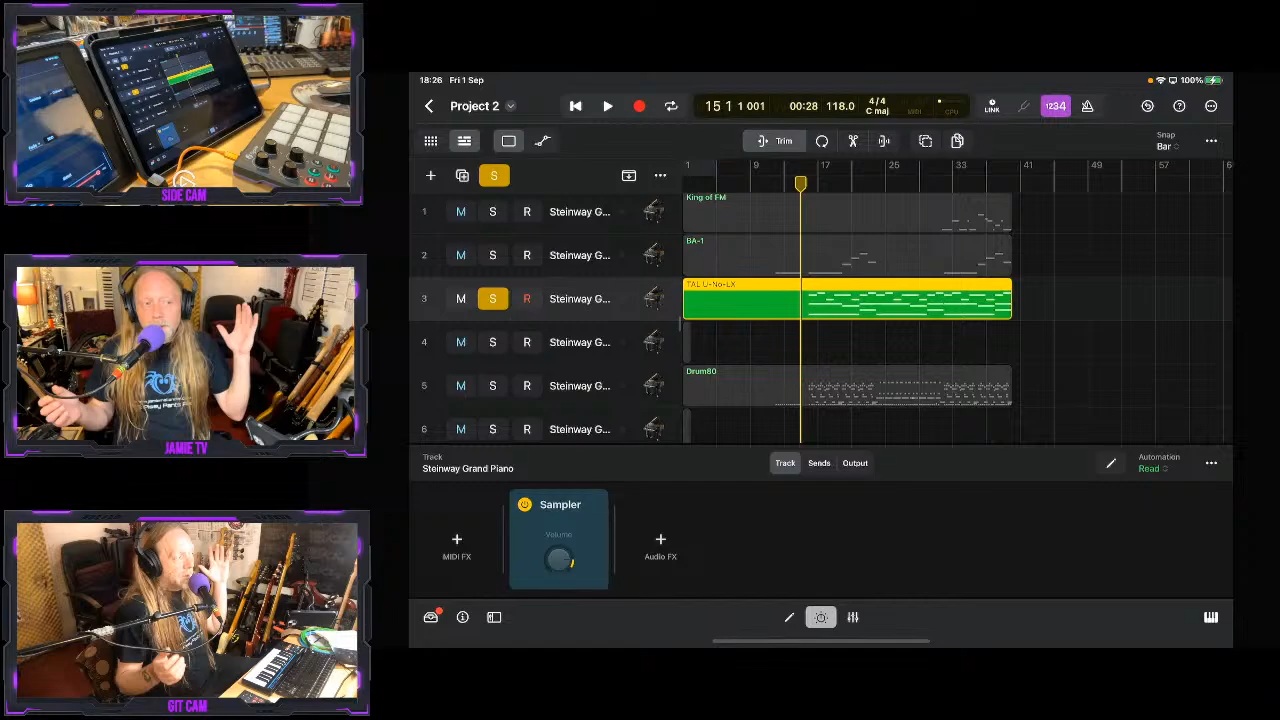 SIDE CAM
JAMIE TV
GIT CAM
18:26 Fri 1 Sep
100%
Project 2
15 1 1 001 00:28 118.0 4/4 C maj MIDI CPU
LINK
1234
Trim
Snap
Bar
S
1 9 17 25 33 41 49 57 6
1 M S R Steinway G...
King of FM
2 M S R Steinway G...
BA-1
3 M S R Steinway G...
TAL U-No-LX
4 M S R Steinway G...
5 M S R Steinway G...
Drum80
6 M S R Steinway G...
Track
Steinway Grand Piano
Track Sends Output
Automation
Read
Sampler
Volume
MIDI FX
Audio FX